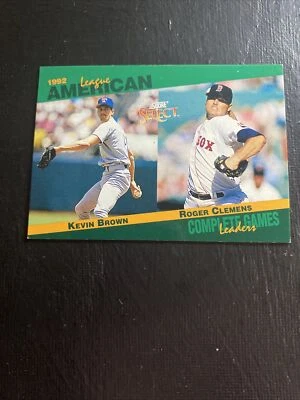 1992 League
AMERICAN
SCORE
SELECT
SOX
KEVIN BROWN
ROGER CLEMENS
COMPLETE GAMES
Leaders